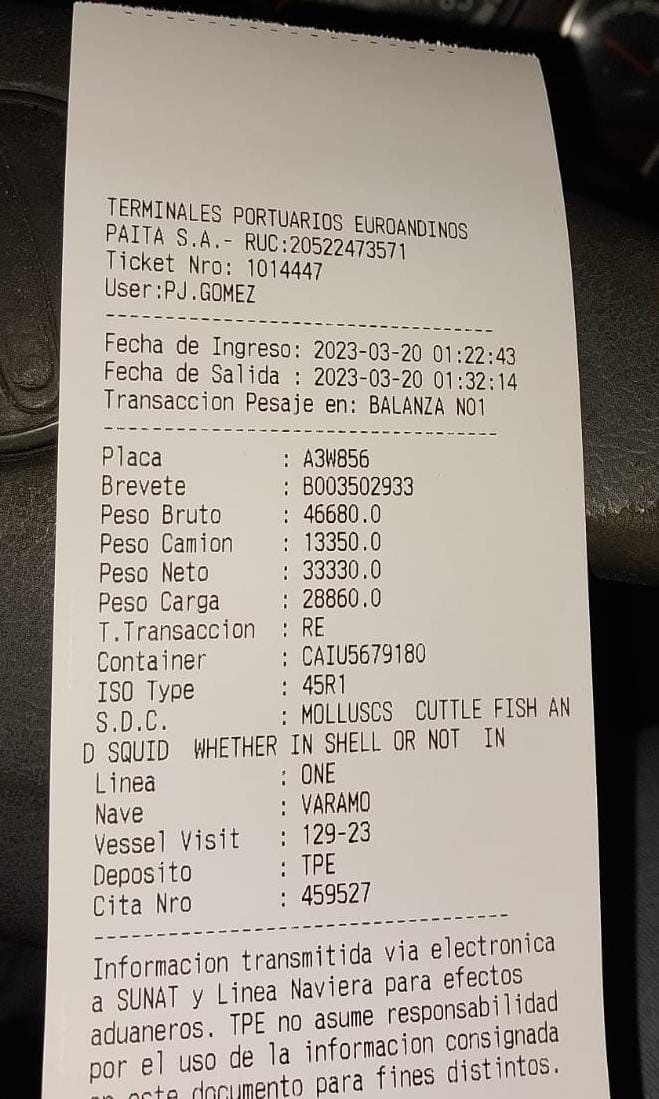 TERMINALES PORTUARIOS EUROANDINOS
PAITA S.A.- RUC:20522473571
Ticket Nro: 1014447
User:PJ.GOMEZ
--------------------------------------
Fecha de Ingreso: 2023-03-20 01:22:43
Fecha de Salida : 2023-03-20 01:32:14
Transaccion Pesaje en: BALANZA NO1
--------------------------------------
Placa : A3W856
Brevete : B003502933
Peso Bruto : 46680.0
Peso Camion : 13350.0
Peso Neto : 33330.0
Peso Carga : 28860.0
T.Transaccion : RE
Container : CAIU5679180
ISO Type : 45R1
S.D.C. : MOLLUSCS CUTTLE FISH AN
D SQUID WHETHER IN SHELL OR NOT IN
Linea : ONE
Nave : VARAMO
Vessel Visit : 129-23
Deposito : TPE
Cita Nro : 459527
--------------------------------------
Informacion transmitida via electronica
a SUNAT y Linea Naviera para efectos
aduaneros. TPE no asume responsabilidad
por el uso de la informacion consignada
en este documento para fines distintos.